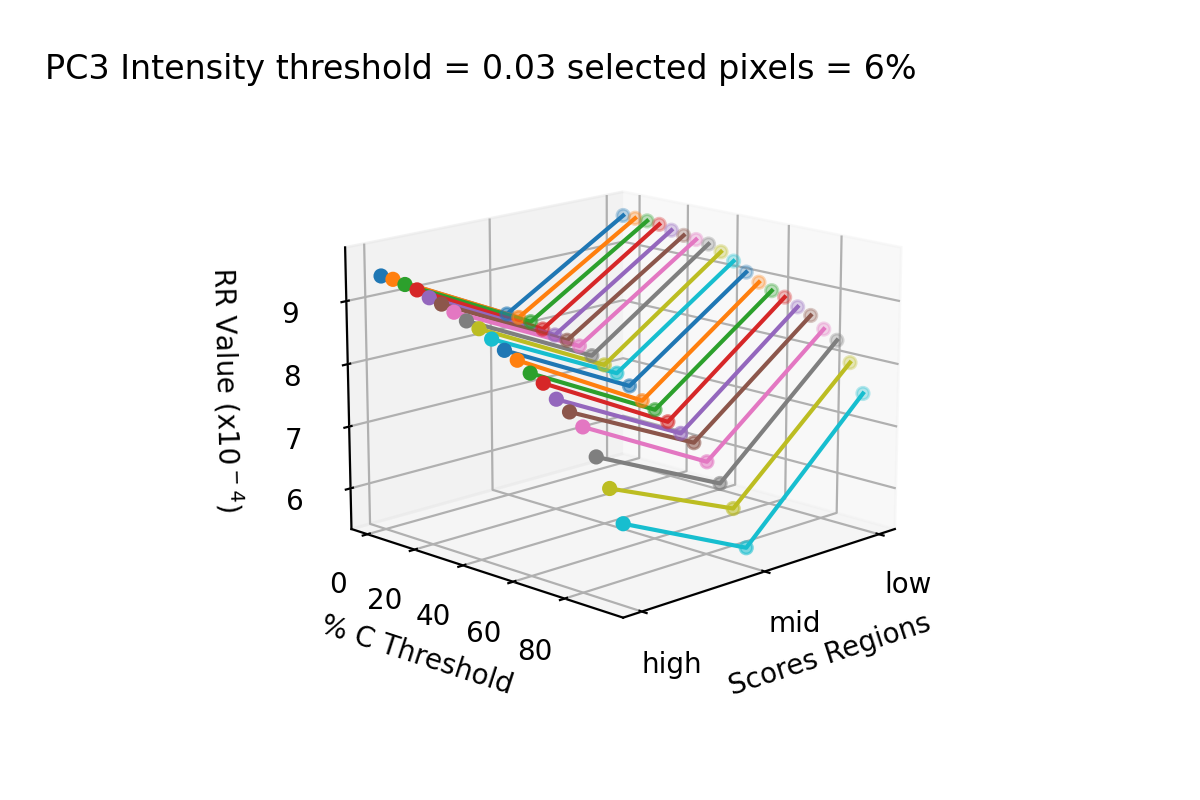 PC3 Intensity threshold = 0.03 selected pixels = 6%
RR Value (x10⁻⁴)
9
8
7
6
0
20
40
60
80
% C Threshold
high
mid
low
Scores Regions